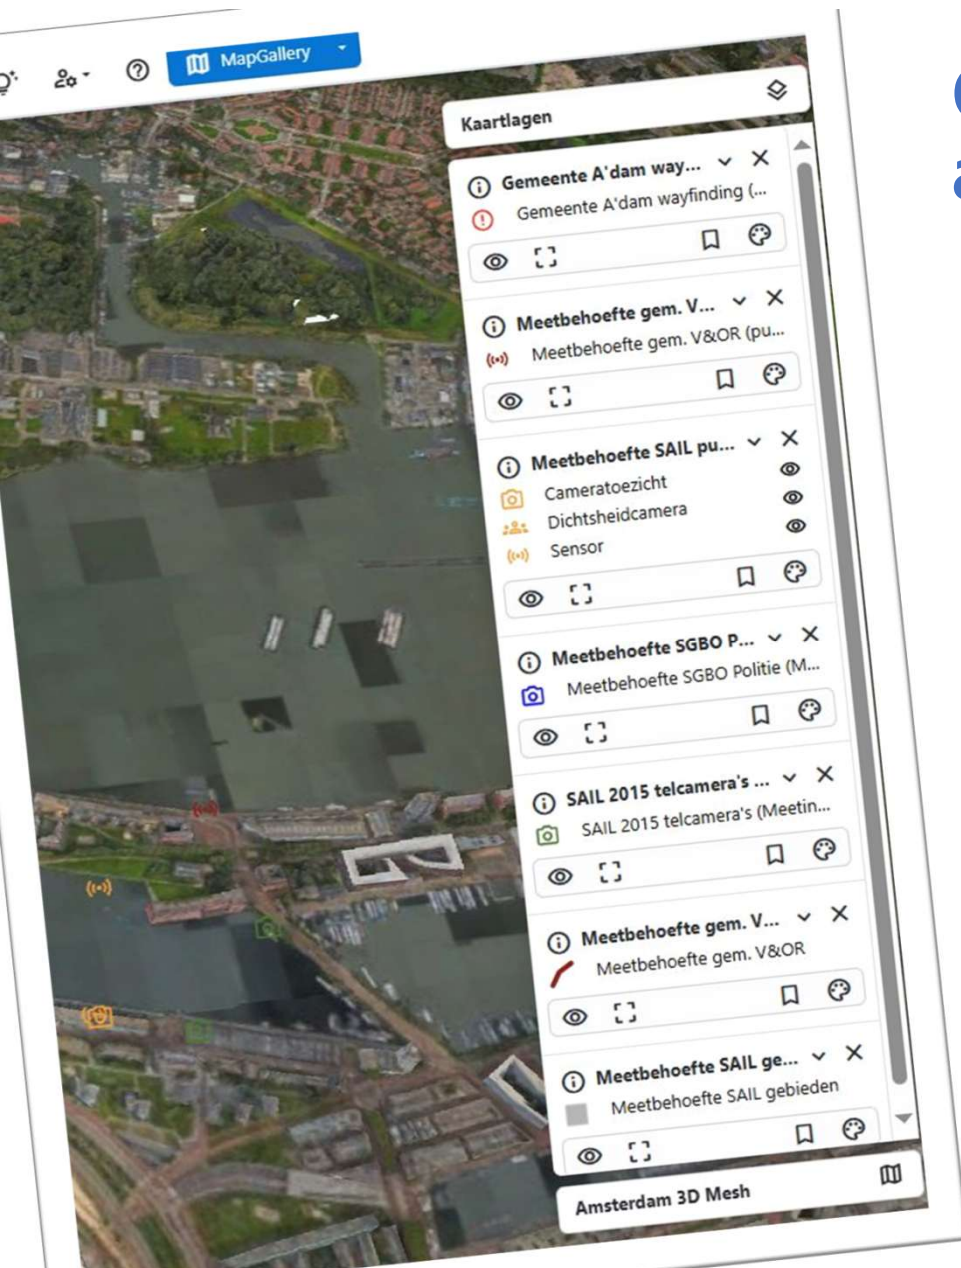 MapGallery
Kaartlagen
Gemeente A'dam way...
Gemeente A'dam wayfinding (...
Meetbehoefte gem. V...
Meetbehoefte gem. V&OR (pu...
Meetbehoefte SAIL pu...
Cameratoezicht
Dichtsheidcamera
Sensor
Meetbehoefte SGBO P...
Meetbehoefte SGBO Politie (M...
SAIL 2015 telcamera's ...
SAIL 2015 telcamera's (Meetin...
Meetbehoefte gem. V...
Meetbehoefte gem. V&OR
Meetbehoefte SAIL ge...
Meetbehoefte SAIL gebieden
Amsterdam 3D Mesh